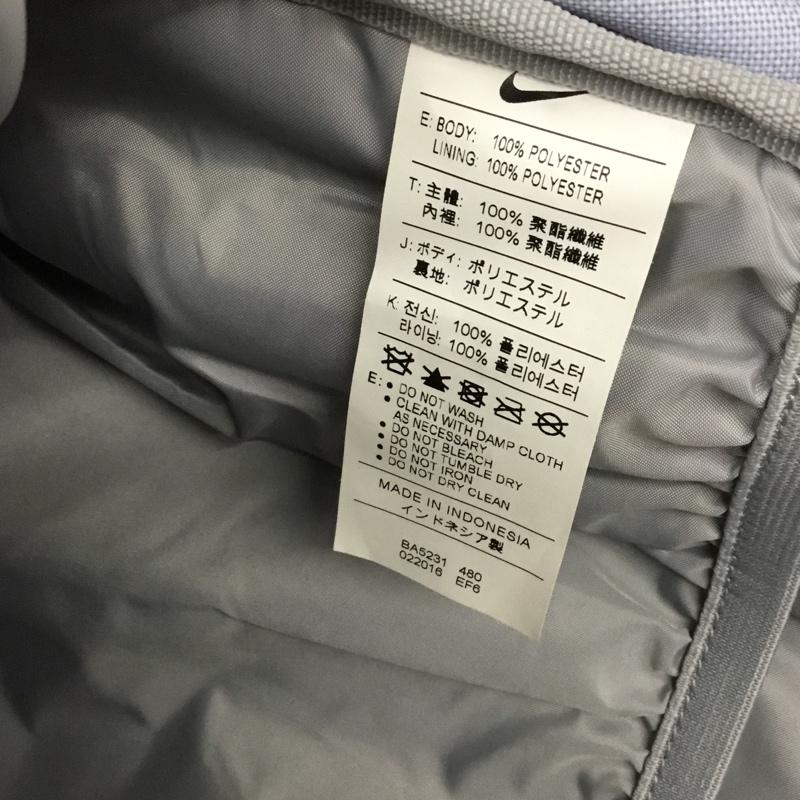 E: BODY: 100% POLYESTER
LINING: 100% POLYESTER
T: 主體: 100% 聚酯纖維
內裡: 100% 聚酯纖維
J: ボディ: ポリエステル
裏地: ポリエステル
K: 전신: 100% 폴리에스터
라이닝: 100% 폴리에스터
E: • DO NOT WASH
• CLEAN WITH DAMP CLOTH
AS NECESSARY
• DO NOT BLEACH
• DO NOT TUMBLE DRY
• DO NOT IRON
• DO NOT DRY CLEAN
MADE IN INDONESIA
インドネシア製
BA5231 480
022016 EF6